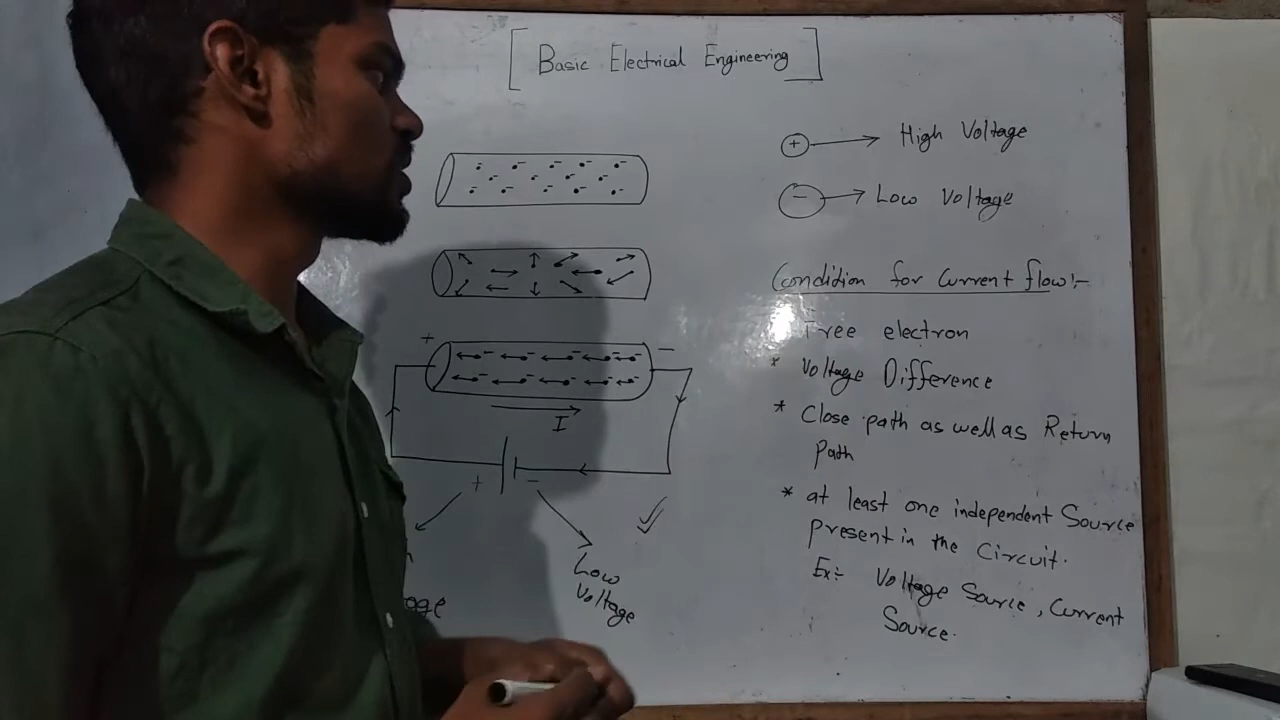 [ Basic Electrical Engineering ]
+ → High Voltage
- → Low Voltage
Condition for Current flow:-
Free electron
* Voltage Difference
* Close path as well as Return
Path
* at least one independent Source
Present in the Circuit.
Ex:- Voltage Source, Current
Source.
+ -
I
+ -
Low
Voltage